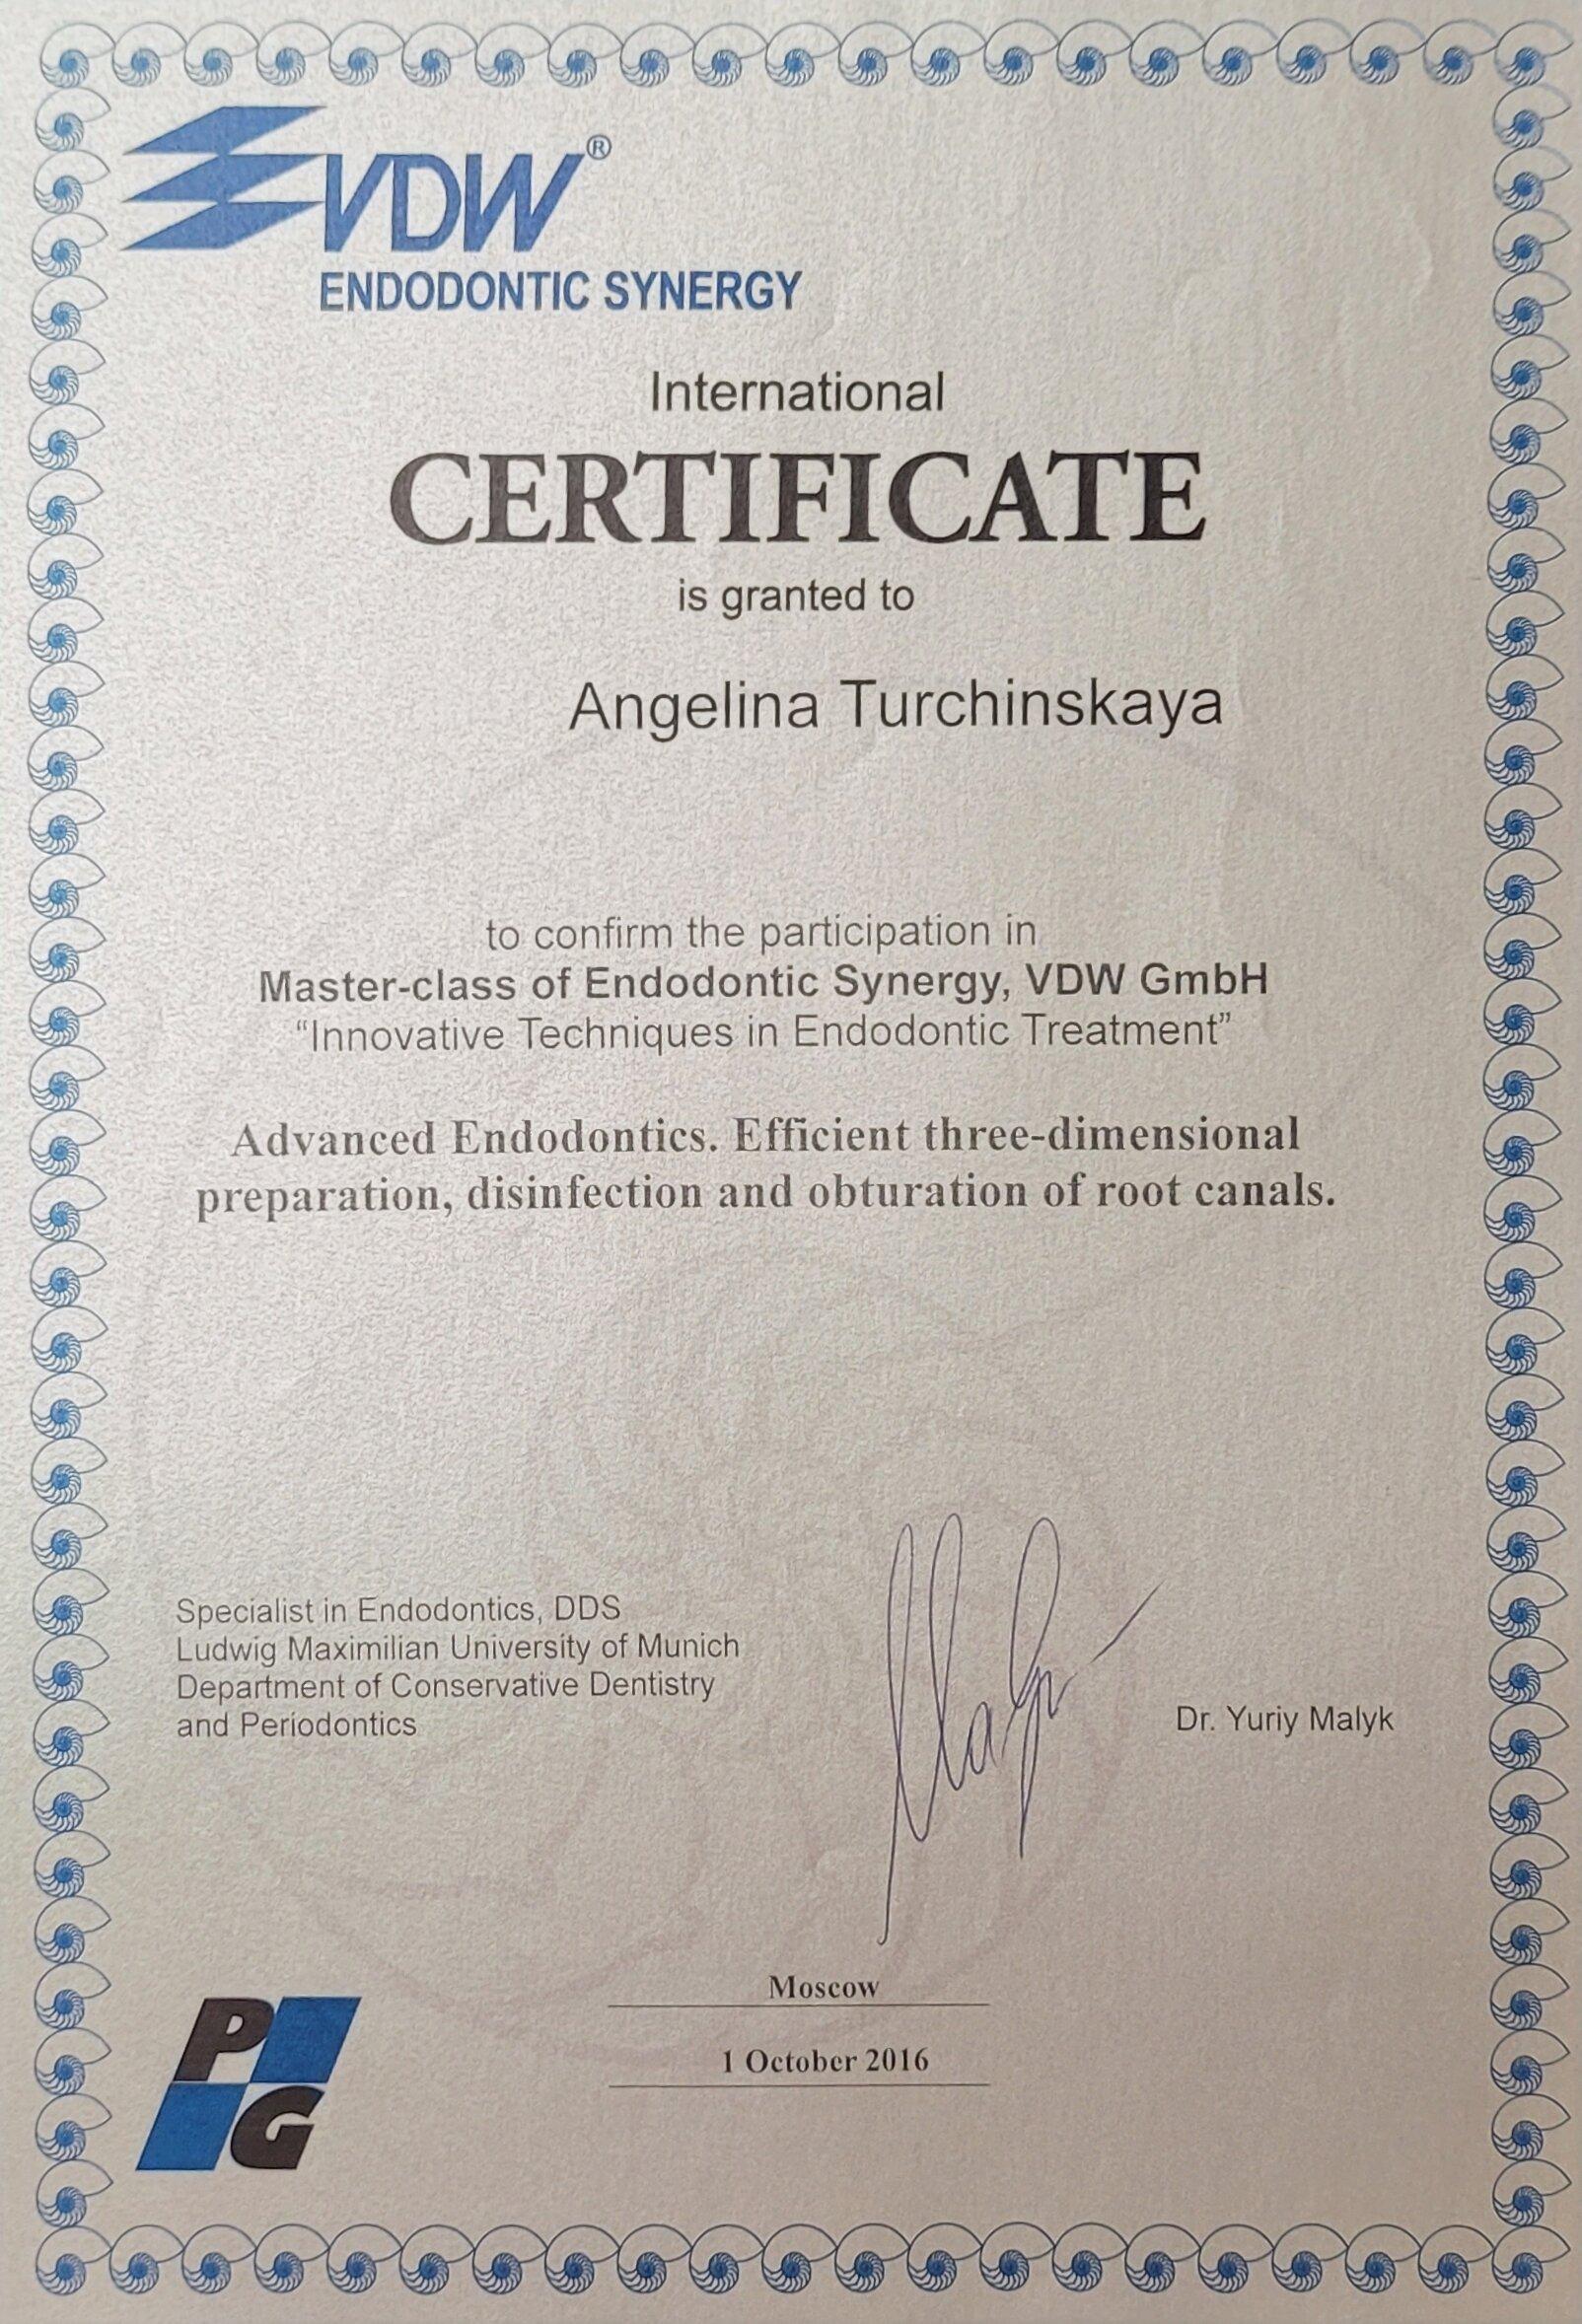 VDW®
ENDODONTIC SYNERGY
International
CERTIFICATE
is granted to
Angelina Turchinskaya
to confirm the participation in
Master-class of Endodontic Synergy, VDW GmbH
“Innovative Techniques in Endodontic Treatment”
Advanced Endodontics. Efficient three-dimensional
preparation, disinfection and obturation of root canals.
Specialist in Endodontics, DDS
Ludwig Maximilian University of Munich
Department of Conservative Dentistry
and Periodontics
Dr. Yuriy Malyk
Moscow
1 October 2016
P
G